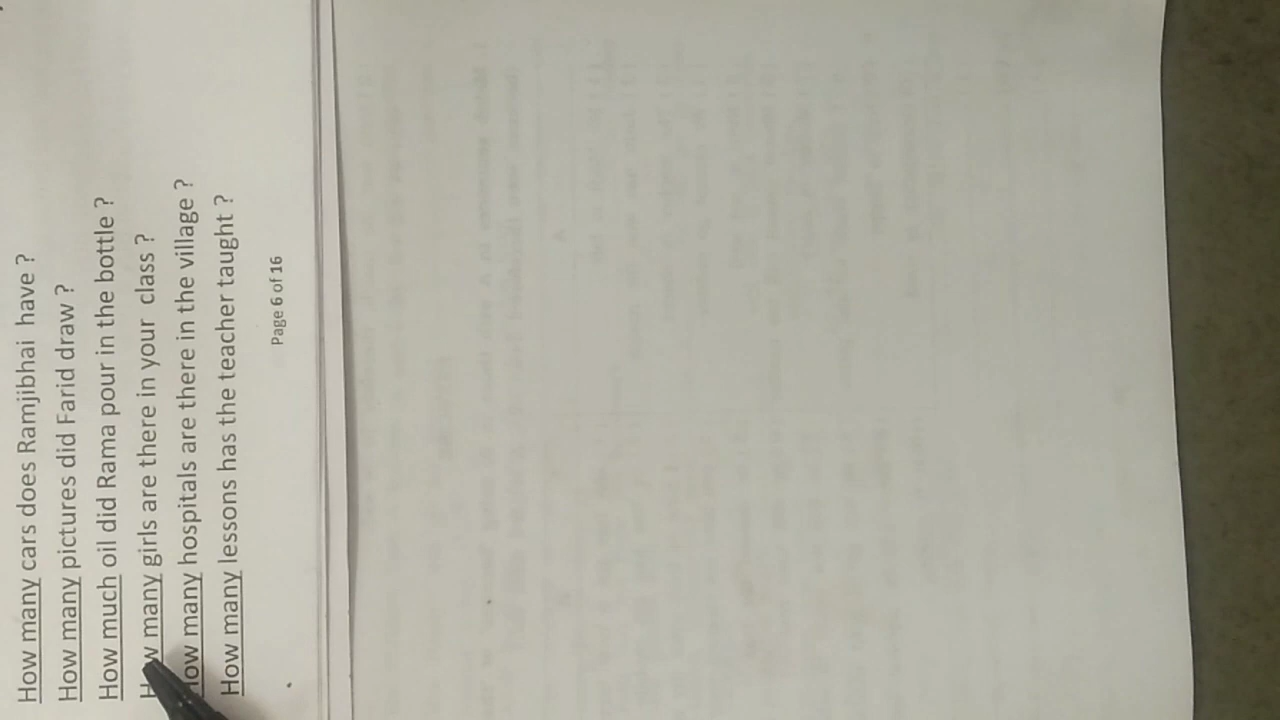 How many cars does Ramjibhai have ?
How many pictures did Farid draw ?
How much oil did Rama pour in the bottle ?
How many girls are there in your class ?
How many hospitals are there in the village ?
How many lessons has the teacher taught ?
Page 6 of 16